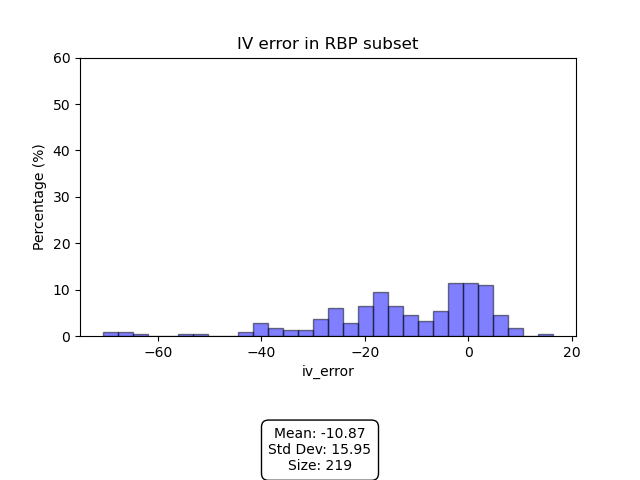 IV error in RBP subset
60
50
40
30
20
10
0
Percentage (%)
−60 −40 −20 0 20
iv_error
Mean: -10.87
Std Dev: 15.95
Size: 219